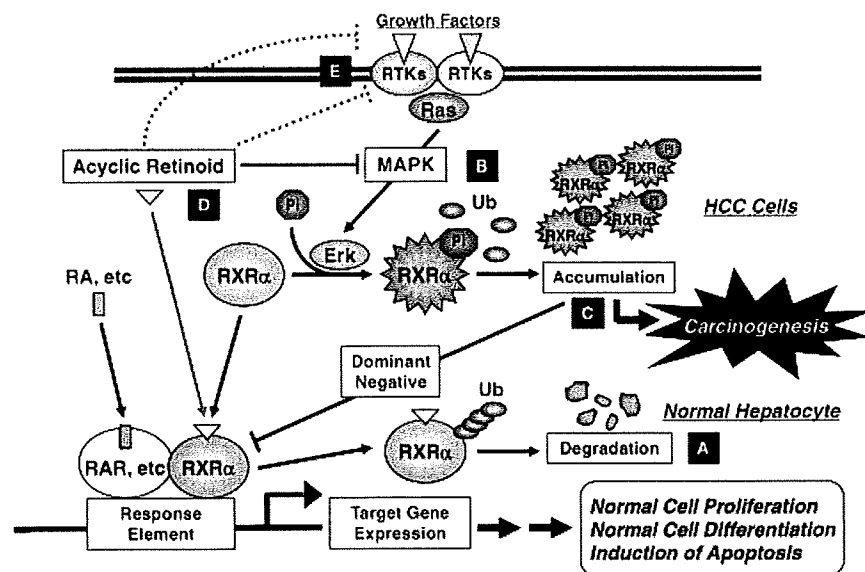 Growth Factors
E
RTKs
RTKs
Ras
Acyclic Retinoid
MAPK
B
D
Pi
Ub
Pi
RXRα
Pi
RXRα
Pi
RXRα
Pi
RXRα
HCC Cells
RXRα
Erk
Pi
RXRα
Accumulation
RA, etc
C
Carcinogenesis
Dominant
Negative
Ub
Normal Hepatocyte
RAR, etc
RXRα
RXRα
Degradation
A
Response
Element
Target Gene
Expression
Normal Cell Proliferation
Normal Cell Differentiation
Induction of Apoptosis